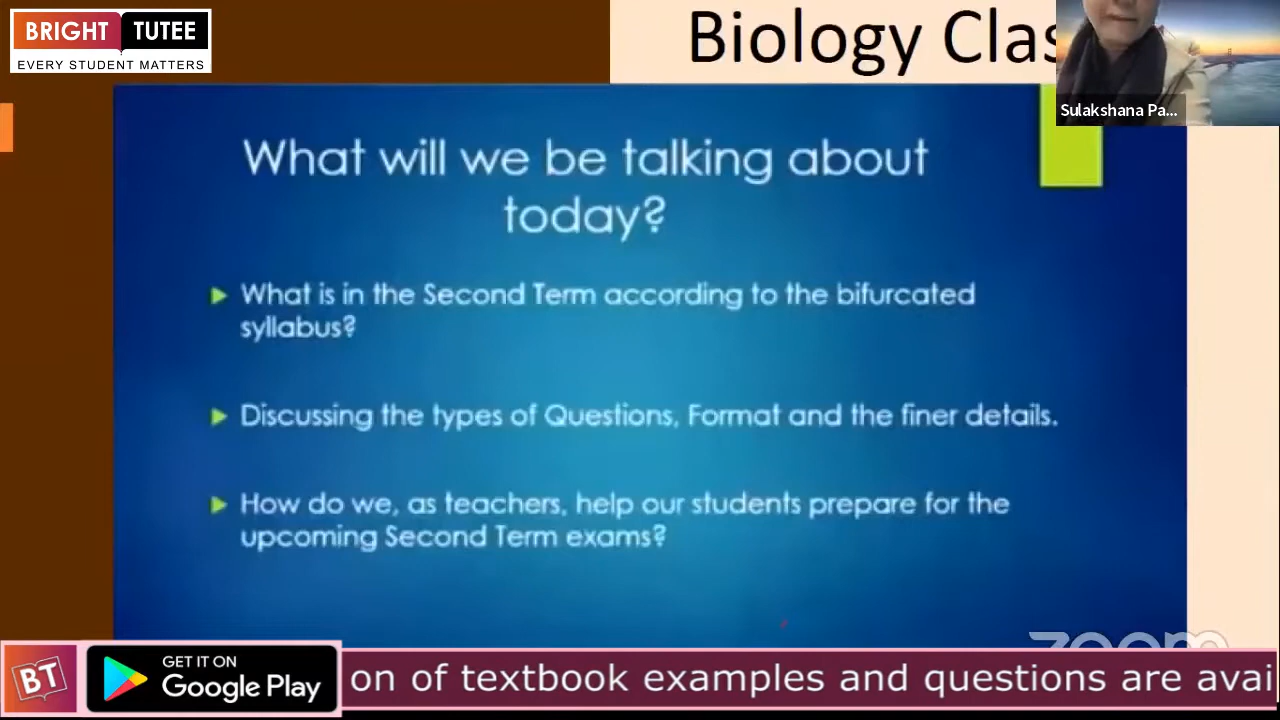 BRIGHT TUTEE
EVERY STUDENT MATTERS
Biology Clas
Sulakshana Pa...
What will we be talking about
today?
What is in the Second Term according to the bifurcated
syllabus?
Discussing the types of Questions, Format and the finer details.
How do we, as teachers, help our students prepare for the
upcoming Second Term exams?
zoom
BT
GET IT ON
Google Play
on of textbook examples and questions are avai